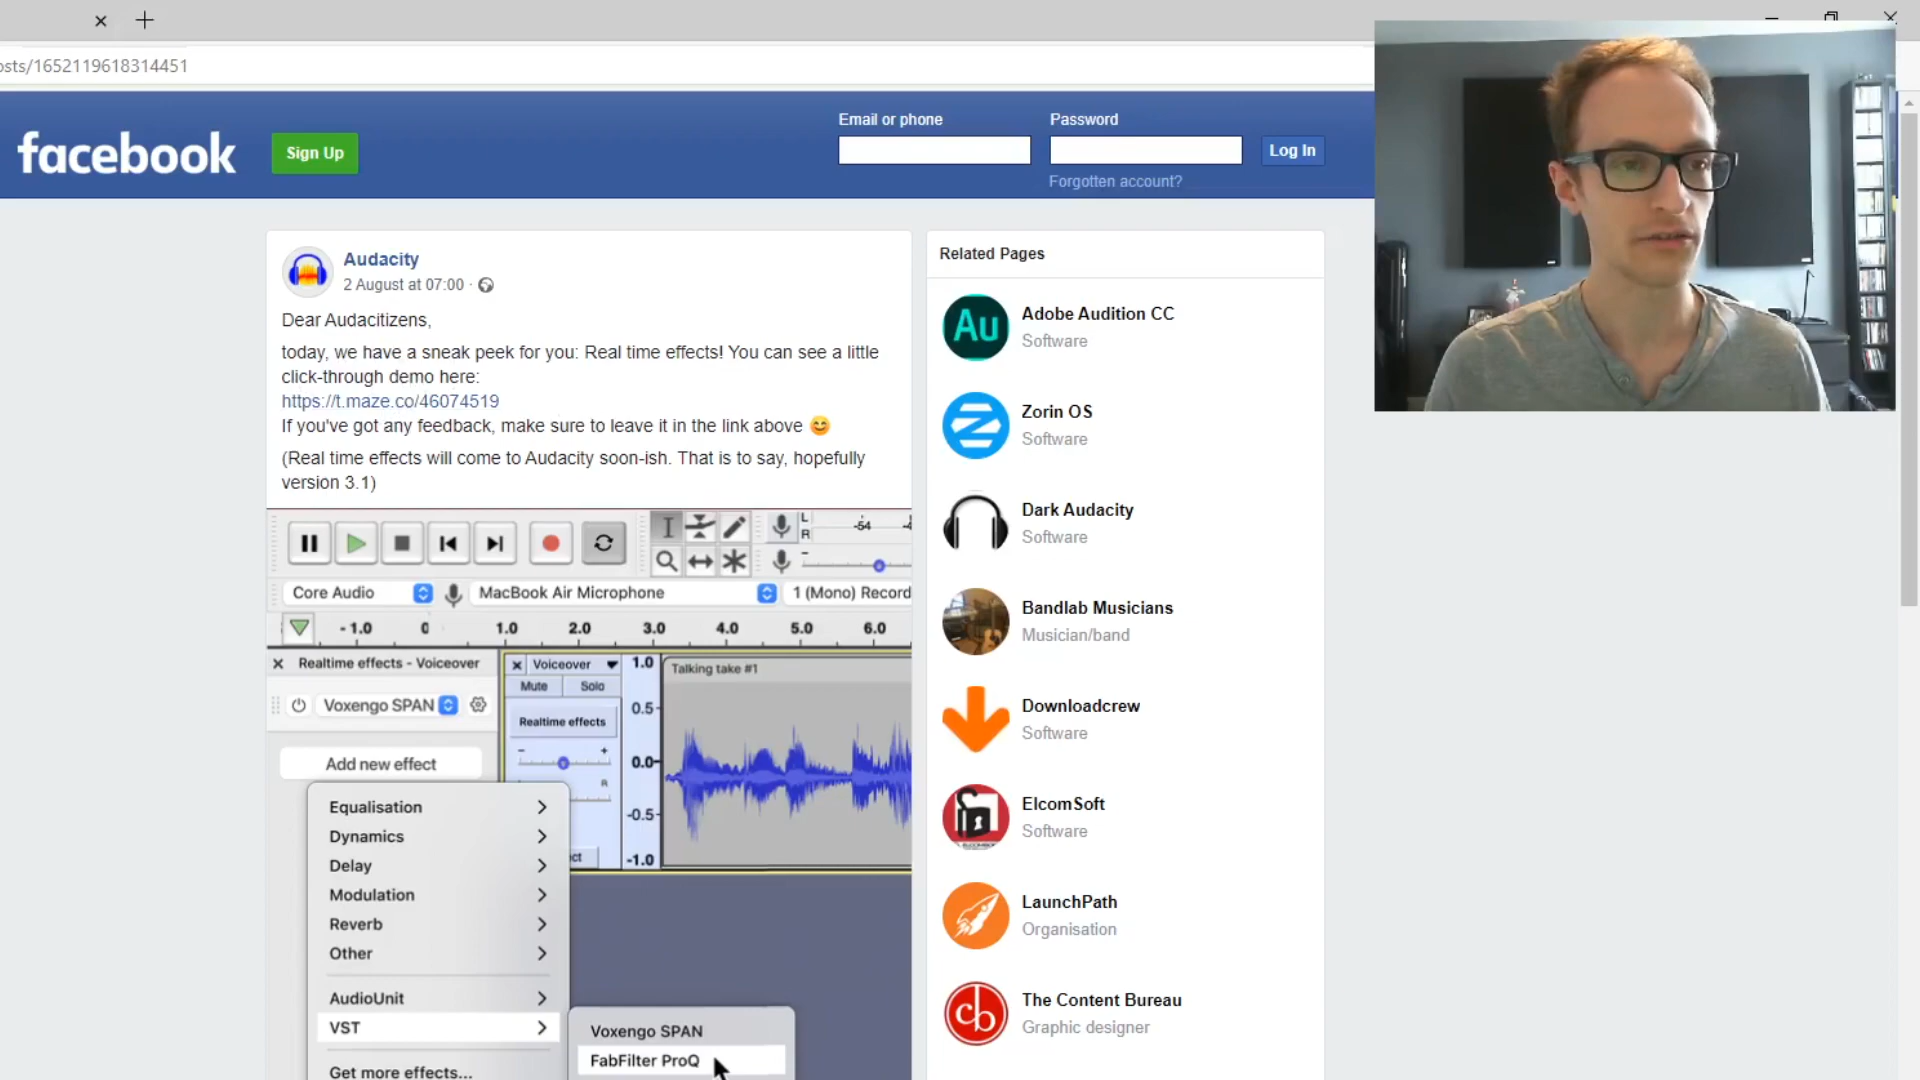 osts/1652119618314451
facebook
Sign Up
Email or phone
Password
Log In
Forgotten account?
Audacity
2 August at 07:00 ·
Dear Audacitizens,
today, we have a sneak peek for you: Real time effects! You can see a little
click-through demo here:
https://t.maze.co/46074519
If you've got any feedback, make sure to leave it in the link above
(Real time effects will come to Audacity soon-ish. That is to say, hopefully
version 3.1)
L
R
-54
Core Audio
MacBook Air Microphone
1 (Mono) Record
-1.0 0 1.0 2.0 3.0 4.0 5.0 6.0
Realtime effects - Voiceover
Voiceover
1.0
Talking take #1
Mute
Solo
Voxengo SPAN
0.5
Realtime effects
- +
0.0
Add new effect
R
-0.5
ct
-1.0
Equalisation
Dynamics
Delay
Modulation
Reverb
Other
AudioUnit
VST
Get more effects...
Voxengo SPAN
FabFilter ProQ
Related Pages
Au
Adobe Audition CC
Software
Zorin OS
Software
Dark Audacity
Software
Bandlab Musicians
Musician/band
Downloadcrew
Software
ElcomSoft
Software
LaunchPath
Organisation
cb
The Content Bureau
Graphic designer